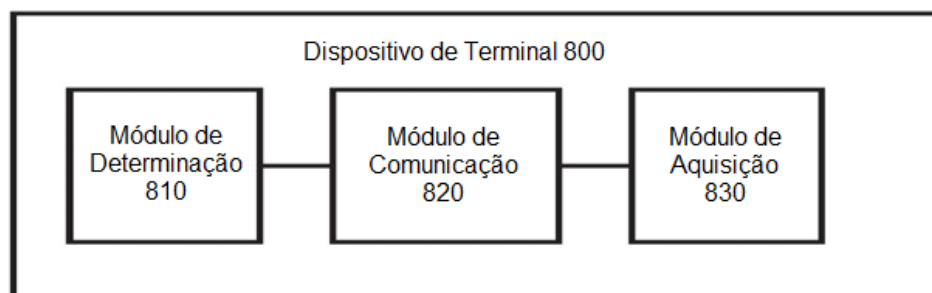 Dispositivo de Terminal 800
Módulo de
Determinação
810
Módulo de
Comunicação
820
Módulo de
Aquisição
830